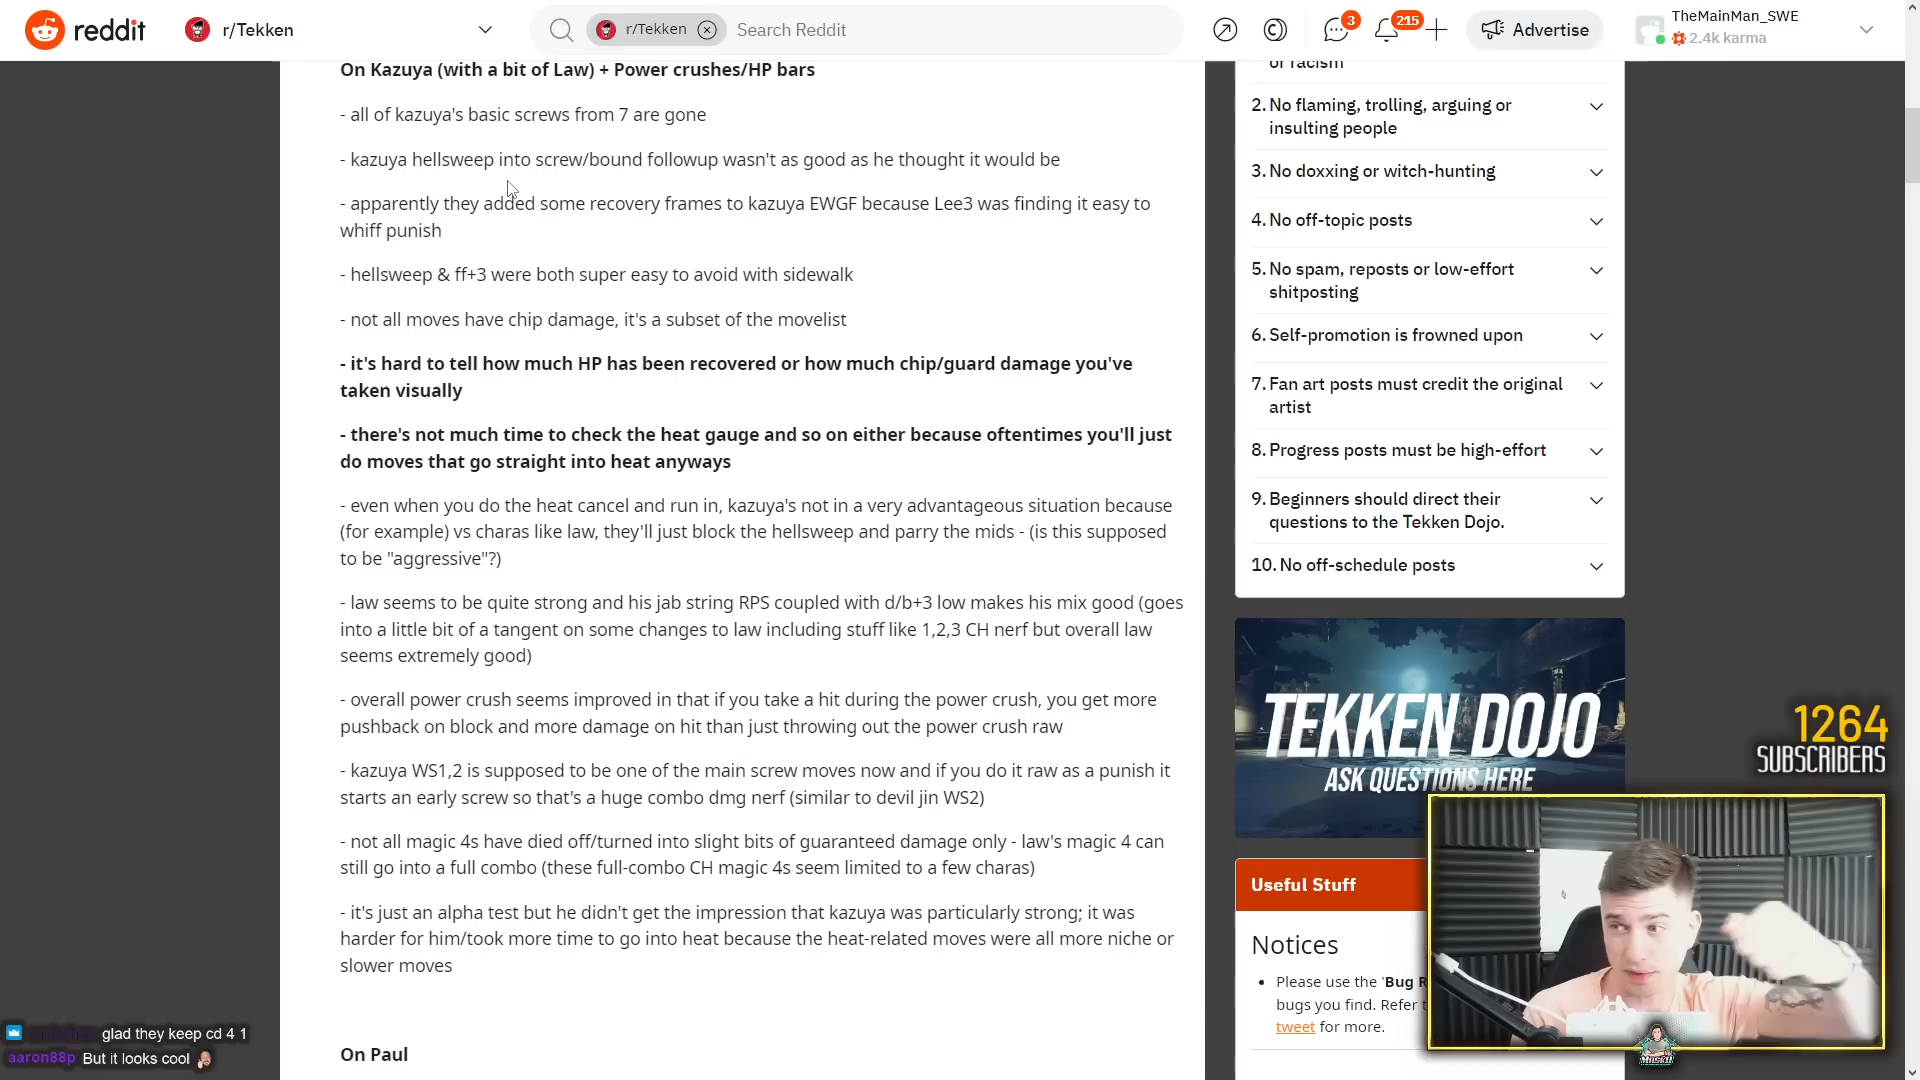 reddit
r/Tekken
r/Tekken
Search Reddit
3
215
Advertise
TheMainMan_SWE
2.4k karma
On Kazuya (with a bit of Law) + Power crushes/HP bars
- all of kazuya's basic screws from 7 are gone
- kazuya hellsweep into screw/bound followup wasn't as good as he thought it would be
- apparently they added some recovery frames to kazuya EWGF because Lee3 was finding it easy to
whiff punish
- hellsweep & ff+3 were both super easy to avoid with sidewalk
- not all moves have chip damage, it's a subset of the movelist
- it's hard to tell how much HP has been recovered or how much chip/guard damage you've
taken visually
- there's not much time to check the heat gauge and so on either because oftentimes you'll just
do moves that go straight into heat anyways
- even when you do the heat cancel and run in, kazuya's not in a very advantageous situation because
(for example) vs charas like law, they'll just block the hellsweep and parry the mids - (is this supposed
to be "aggressive"?)
- law seems to be quite strong and his jab string RPS coupled with d/b+3 low makes his mix good (goes
into a little bit of a tangent on some changes to law including stuff like 1,2,3 CH nerf but overall law
seems extremely good)
- overall power crush seems improved in that if you take a hit during the power crush, you get more
pushback on block and more damage on hit than just throwing out the power crush raw
- kazuya WS1,2 is supposed to be one of the main screw moves now and if you do it raw as a punish it
starts an early screw so that's a huge combo dmg nerf (similar to devil jin WS2)
- not all magic 4s have died off/turned into slight bits of guaranteed damage only - law's magic 4 can
still go into a full combo (these full-combo CH magic 4s seem limited to a few charas)
- it's just an alpha test but he didn't get the impression that kazuya was particularly strong; it was
harder for him/took more time to go into heat because the heat-related moves were all more niche or
slower moves
On Paul
or racism
2. No flaming, trolling, arguing or
insulting people
3. No doxxing or witch-hunting
4. No off-topic posts
5. No spam, reposts or low-effort
shitposting
6. Self-promotion is frowned upon
7. Fan art posts must credit the original
artist
8. Progress posts must be high-effort
9. Beginners should direct their
questions to the Tekken Dojo.
10. No off-schedule posts
TEKKEN DOJO
ASK QUESTIONS HERE
1264
SUBSCRIBERS
Useful Stuff
Notices
• Please use the 'Bug R
bugs you find. Refer t
tweet for more.
glad they keep cd 4 1
aaron88p But it looks cool